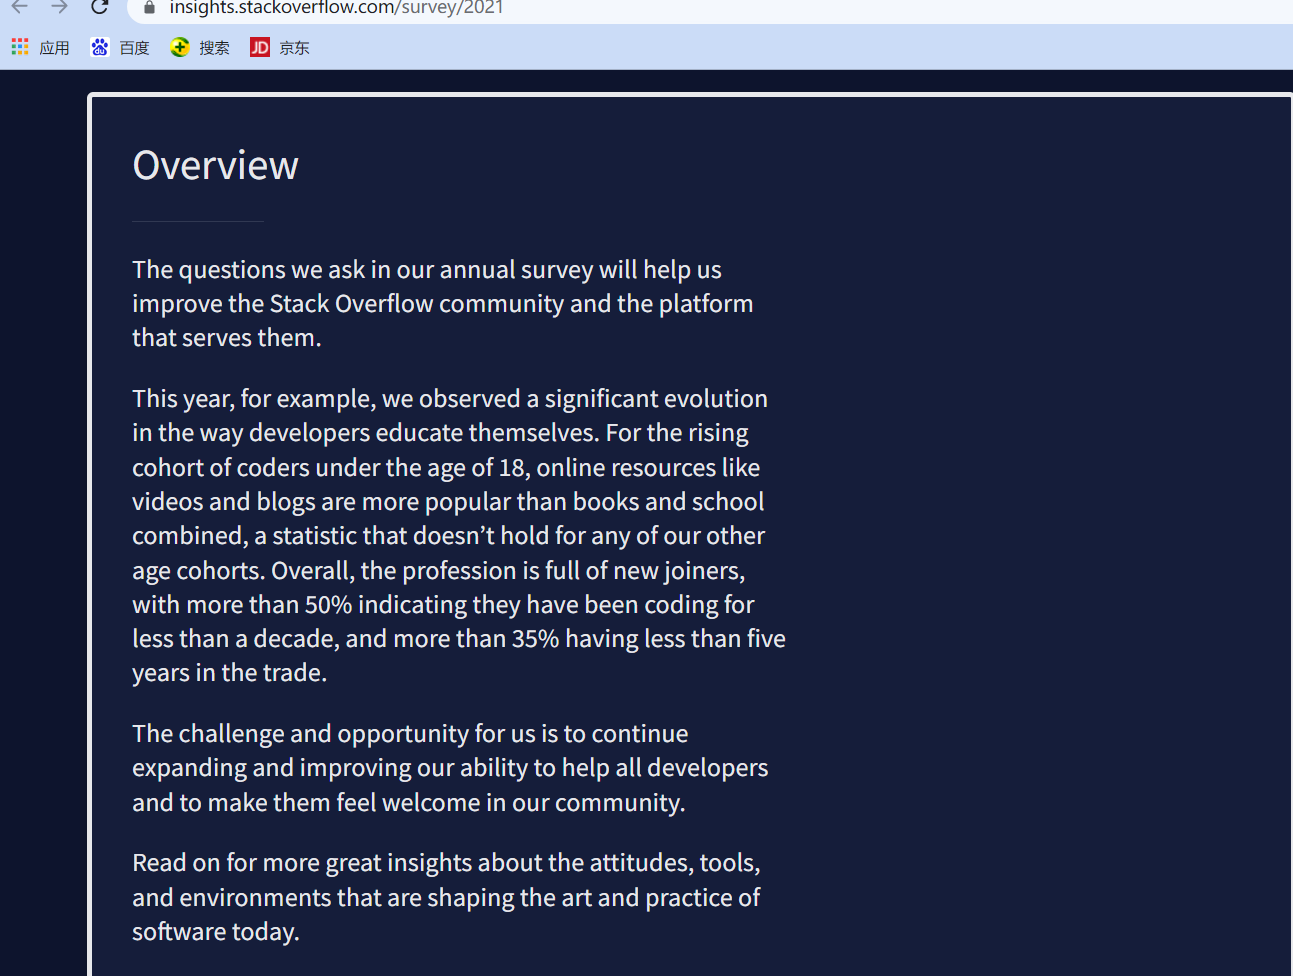 insights.stackoverflow.com/survey/2021
应用 百度 搜索 JD 京东
Overview
The questions we ask in our annual survey will help us
improve the Stack Overflow community and the platform
that serves them.
This year, for example, we observed a significant evolution
in the way developers educate themselves. For the rising
cohort of coders under the age of 18, online resources like
videos and blogs are more popular than books and school
combined, a statistic that doesn’t hold for any of our other
age cohorts. Overall, the profession is full of new joiners,
with more than 50% indicating they have been coding for
less than a decade, and more than 35% having less than five
years in the trade.
The challenge and opportunity for us is to continue
expanding and improving our ability to help all developers
and to make them feel welcome in our community.
Read on for more great insights about the attitudes, tools,
and environments that are shaping the art and practice of
software today.